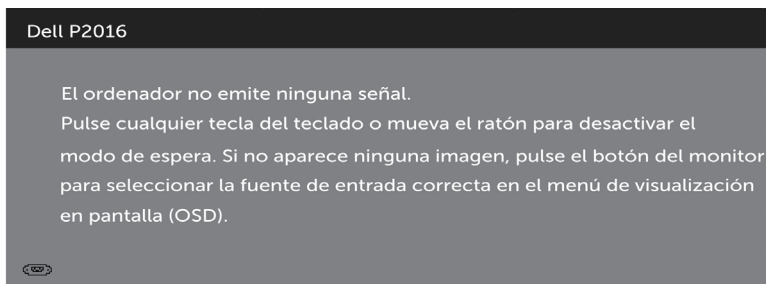 Dell P2016
El ordenador no emite ninguna señal.
Pulse cualquier tecla del teclado o mueva el ratón para desactivar el
modo de espera. Si no aparece ninguna imagen, pulse el botón del monitor
para seleccionar la fuente de entrada correcta en el menú de visualización
en pantalla (OSD).